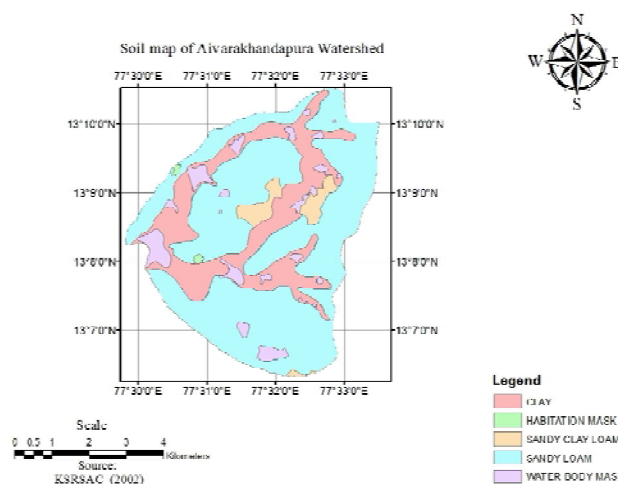 N
W E
S
Soil map of Aivarakhandapura Watershed
77°30'0"E 77°31'0"E 77°32'0"E 77°33'0"E
13°10'0"N 13°10'0"N
13°9'0"N 13°9'0"N
13°8'0"N 13°8'0"N
13°7'0"N 13°7'0"N
77°30'0"E 77°31'0"E 77°32'0"E 77°33'0"E
Legend
CLAY
HABITATION MASK
SANDY CLAY LOAM
SANDY LOAM
WATER BODY MAS
Scale
0 0.5 1 2 3 4
Kilometers
Source:
KSRSAC (2002)